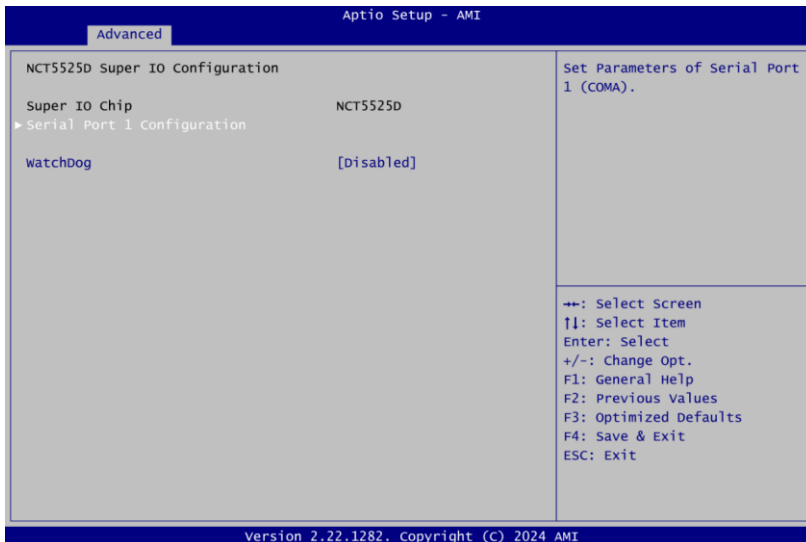 Aptio Setup - AMI
Advanced
NCT5525D Super IO Configuration
Super IO Chip NCT5525D
▶ Serial Port 1 Configuration
WatchDog [Disabled]
Set Parameters of Serial Port
1 (COMA).
→←: Select Screen
↑↓: Select Item
Enter: Select
+/-: Change Opt.
F1: General Help
F2: Previous Values
F3: Optimized Defaults
F4: Save & Exit
ESC: Exit
Version 2.22.1282. Copyright (C) 2024 AMI